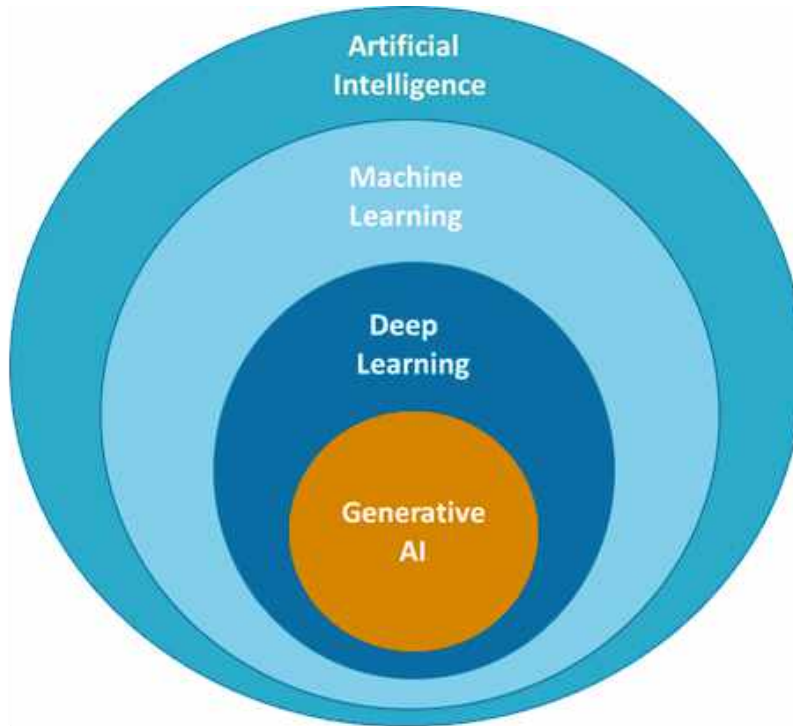 Artificial
Intelligence
Machine
Learning
Deep
Learning
Generative
AI